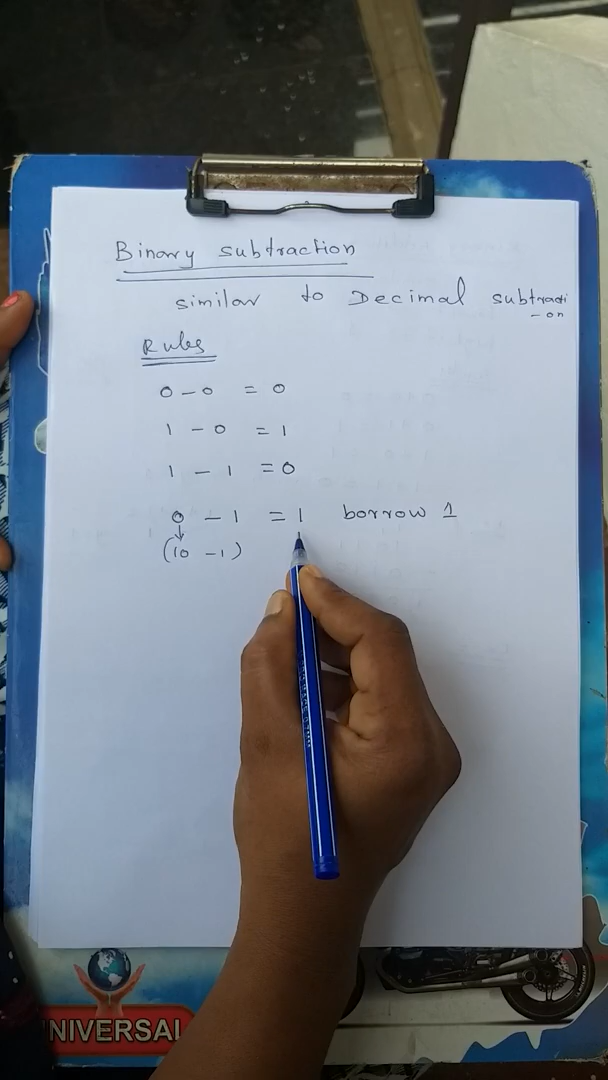 Binary subtraction
similar to Decimal subtracti
-on
Rules
0 - 0 = 0
1 - 0 = 1
1 - 1 = 0
0 - 1 = 1 borrow 1
(10 - 1)
UNIVERSAL